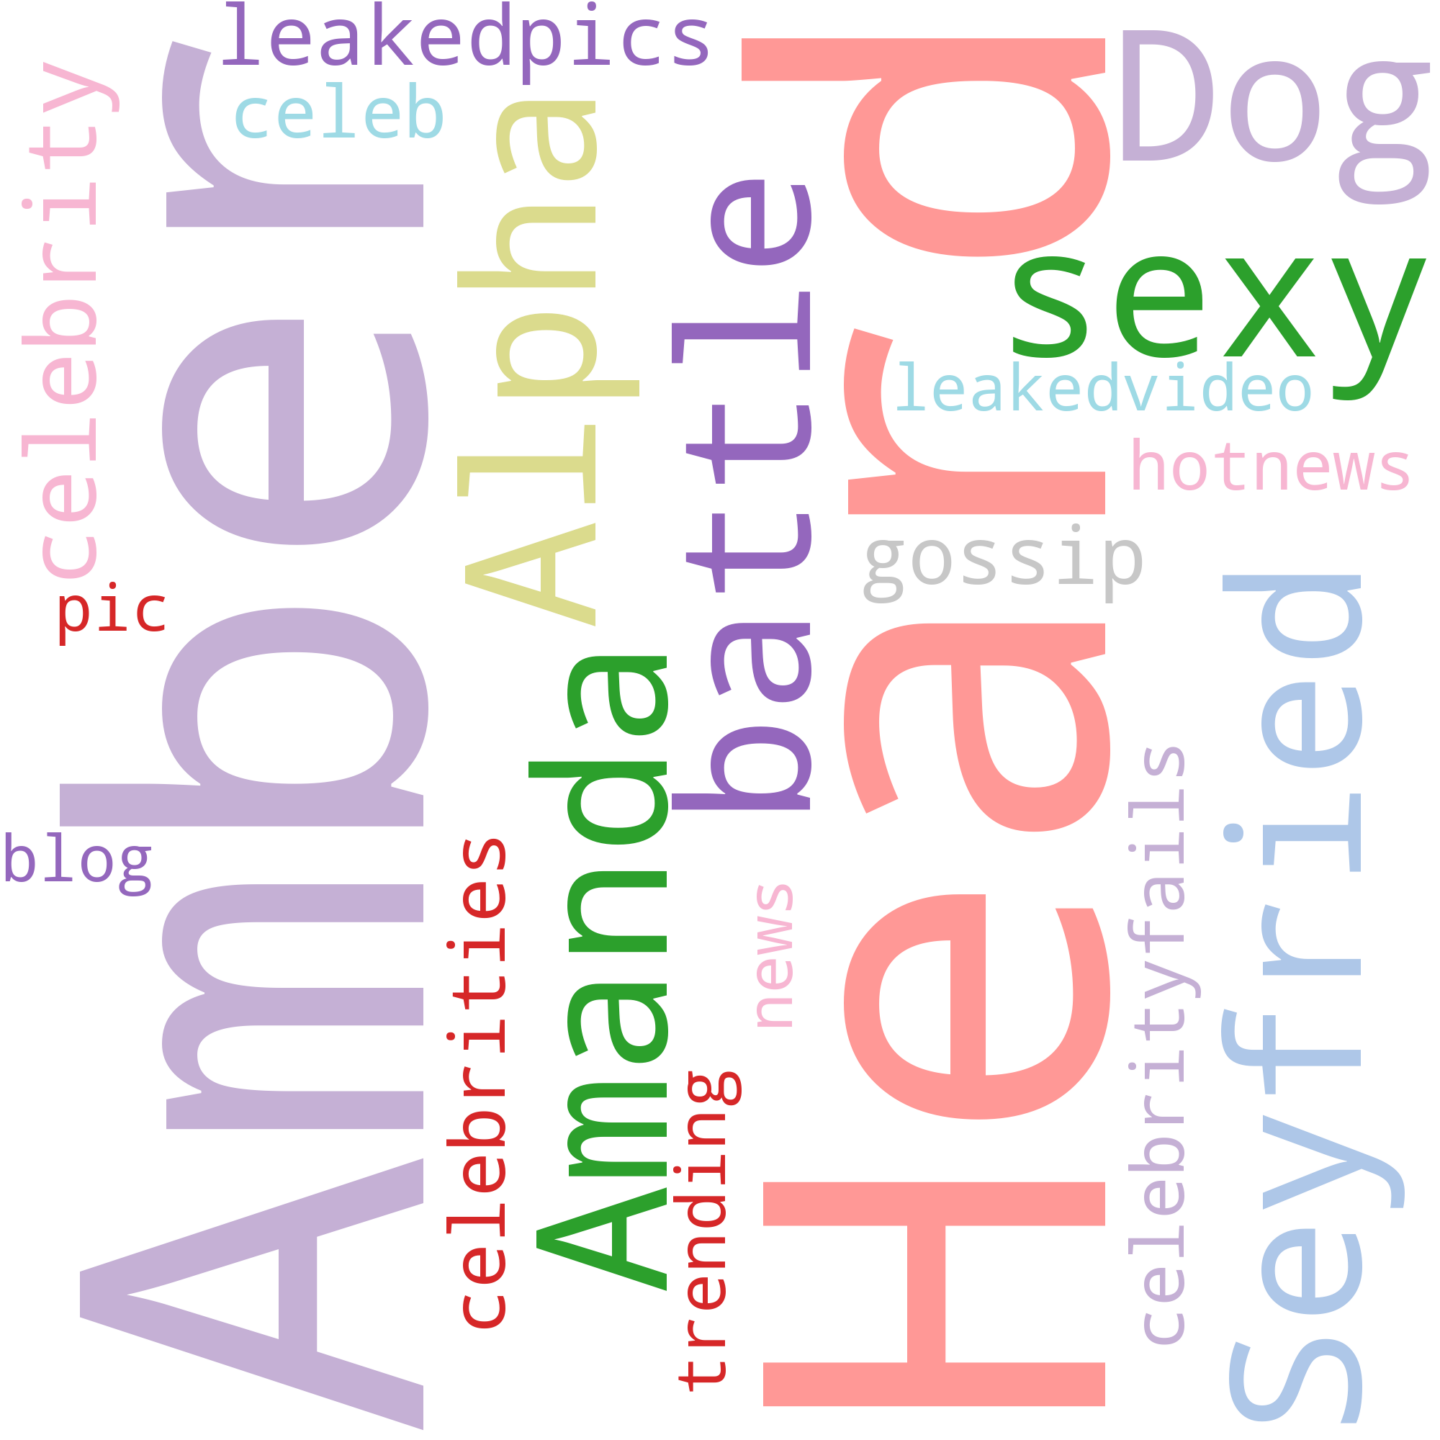 leakedpics
celeb
celebrity
Amber
Alpha
battle
Heard
Dog
sexy
leakedvideo
hotnews
gossip
pic
blog
celebrities
Amanda
trending
news
celebrityfails
Seyfried